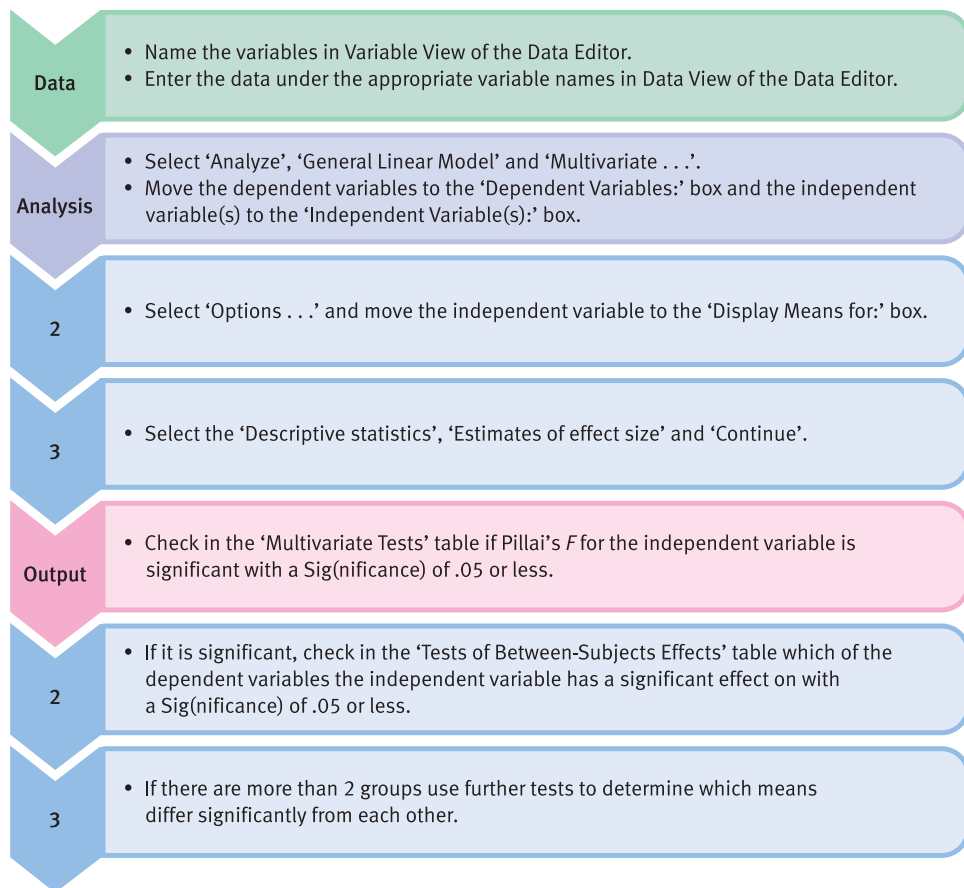 Data
• Name the variables in Variable View of the Data Editor.
• Enter the data under the appropriate variable names in Data View of the Data Editor.
Analysis
• Select ‘Analyze’, ‘General Linear Model’ and ‘Multivariate . . .’.
• Move the dependent variables to the ‘Dependent Variables:’ box and the independent
variable(s) to the ‘Independent Variable(s):’ box.
2
• Select ‘Options . . .’ and move the independent variable to the ‘Display Means for:’ box.
3
• Select the ‘Descriptive statistics’, ‘Estimates of effect size’ and ‘Continue’.
Output
• Check in the ‘Multivariate Tests’ table if Pillai’s F for the independent variable is
significant with a Sig(nificance) of .05 or less.
2
• If it is significant, check in the ‘Tests of Between-Subjects Effects’ table which of the
dependent variables the independent variable has a significant effect on with
a Sig(nificance) of .05 or less.
3
• If there are more than 2 groups use further tests to determine which means
differ significantly from each other.